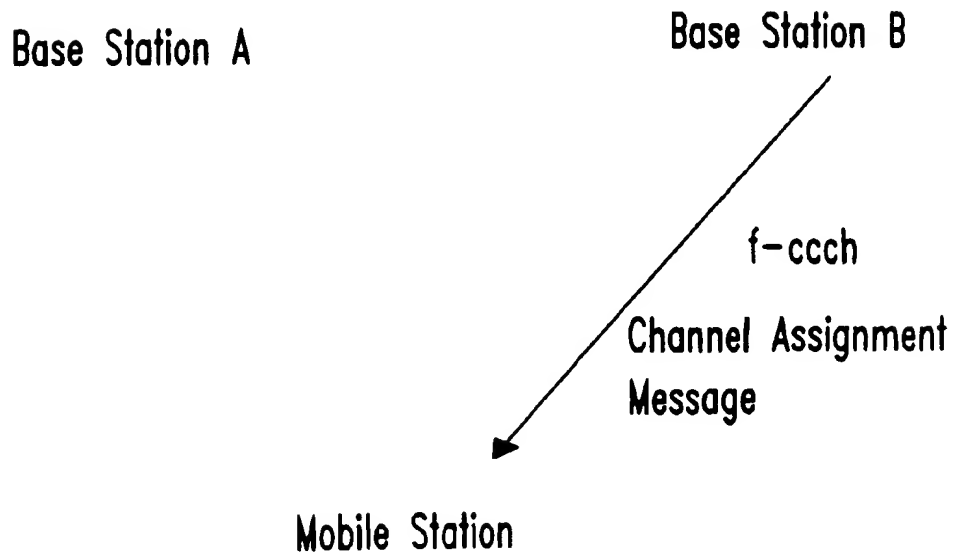 Base Station A
Base Station B
f-ccch
Channel Assignment
Message
Mobile Station